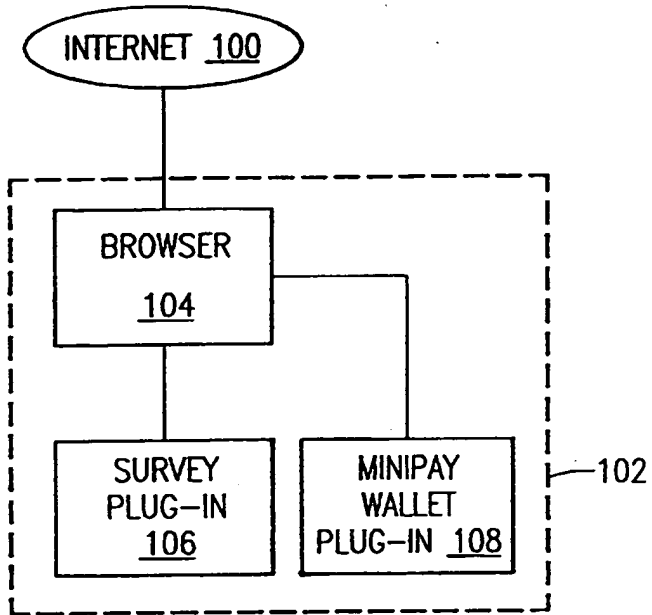 INTERNET 100
BROWSER
104
SURVEY
PLUG-IN
106
MINIPAY
WALLET
PLUG-IN 108
102